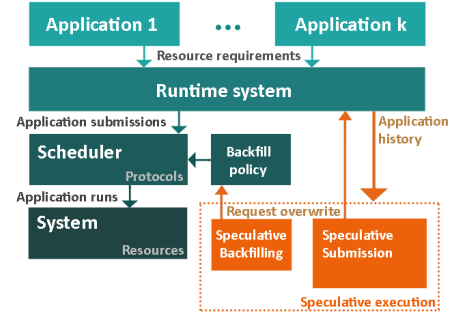 Application 1 ... Application k
Resource requirements
Runtime system
Application submissions
Application
history
Scheduler
Protocols
Backfill
policy
Application runs
Request overwrite
System
Resources
Speculative
Backfilling
Speculative
Submission
Speculative execution